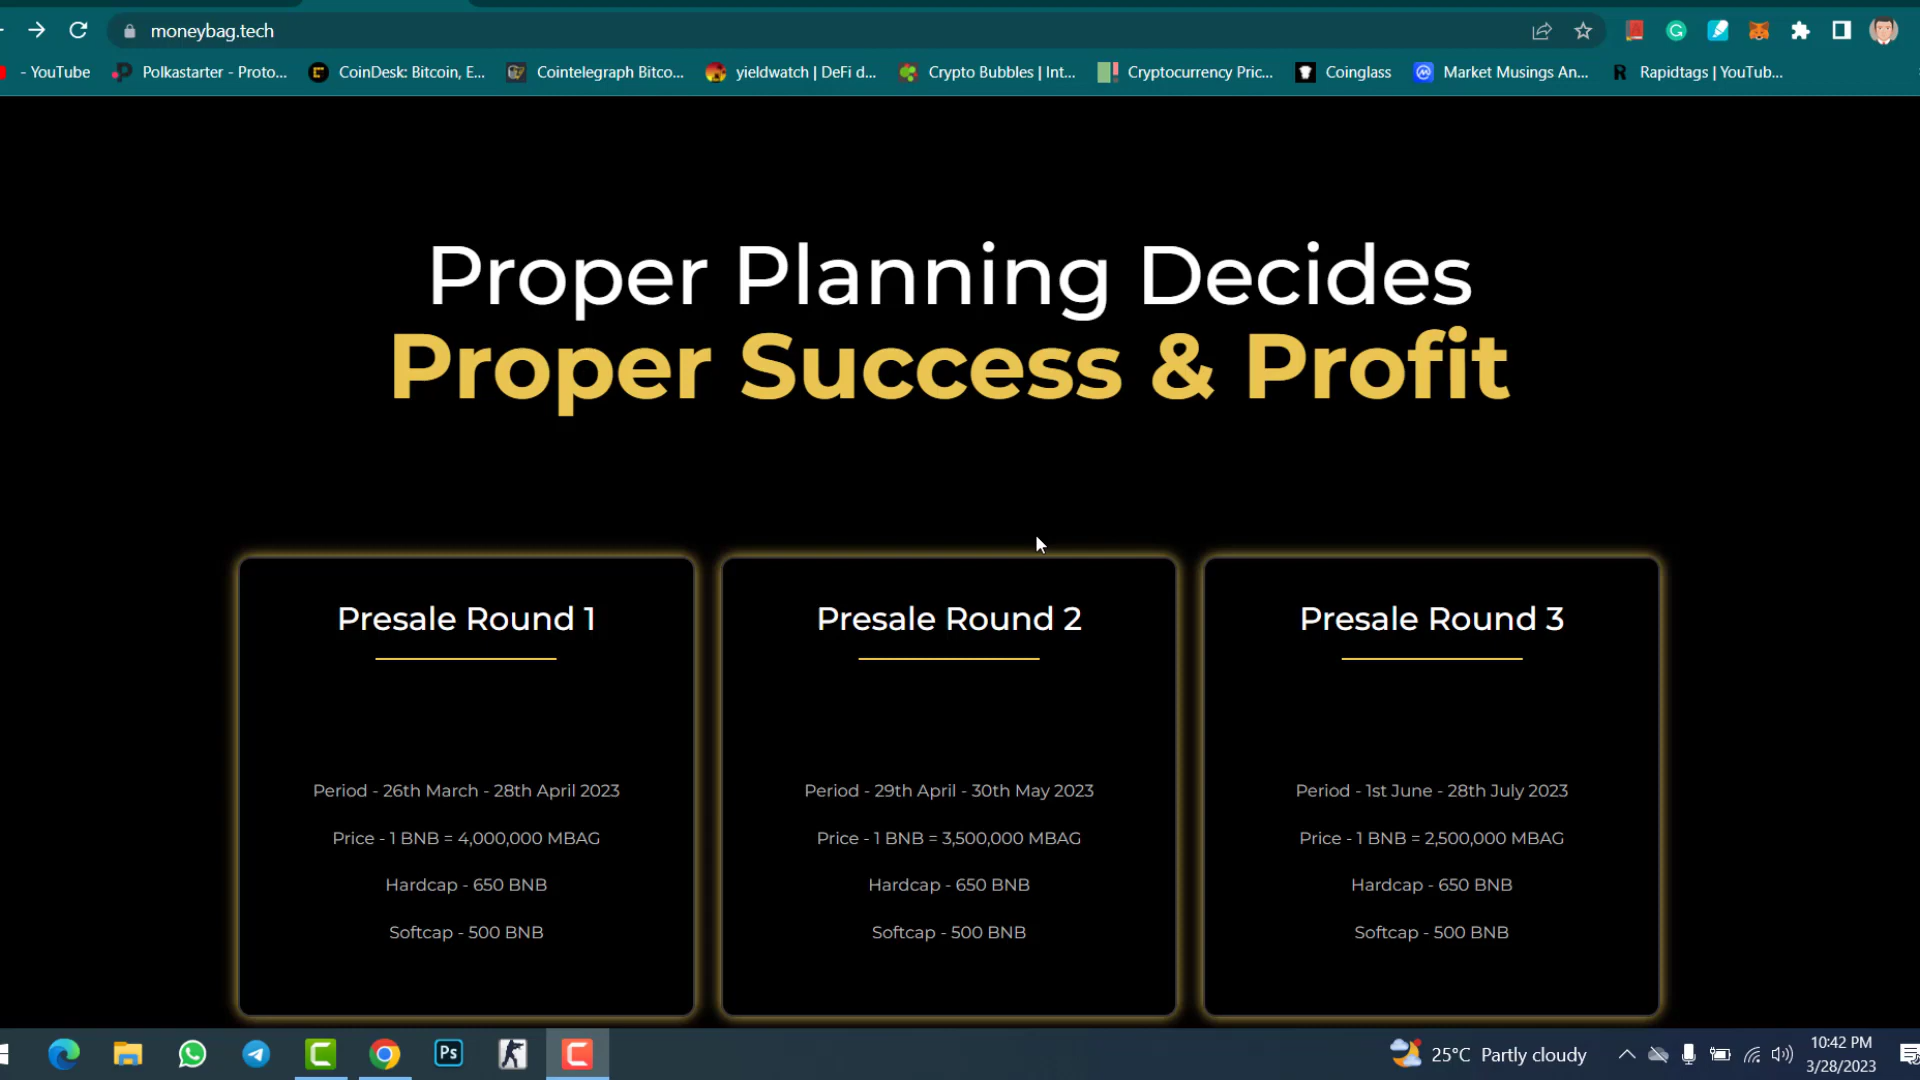 moneybag.tech
- YouTube
Polkastarter - Proto...
CoinDesk: Bitcoin, E...
Cointelegraph Bitco...
yieldwatch | DeFi d...
Crypto Bubbles | Int...
Cryptocurrency Pric...
Coinglass
Market Musings An...
R
Rapidtags | YouTub...
Proper Planning Decides
Proper Success & Profit
Presale Round 1
Period - 26th March - 28th April 2023
Price - 1 BNB = 4,000,000 MBAG
Hardcap - 650 BNB
Softcap - 500 BNB
Presale Round 2
Period - 29th April - 30th May 2023
Price - 1 BNB = 3,500,000 MBAG
Hardcap - 650 BNB
Softcap - 500 BNB
Presale Round 3
Period - 1st June - 28th July 2023
Price - 1 BNB = 2,500,000 MBAG
Hardcap - 650 BNB
Softcap - 500 BNB
Ps
25°C Partly cloudy
10:42 PM
3/28/2023